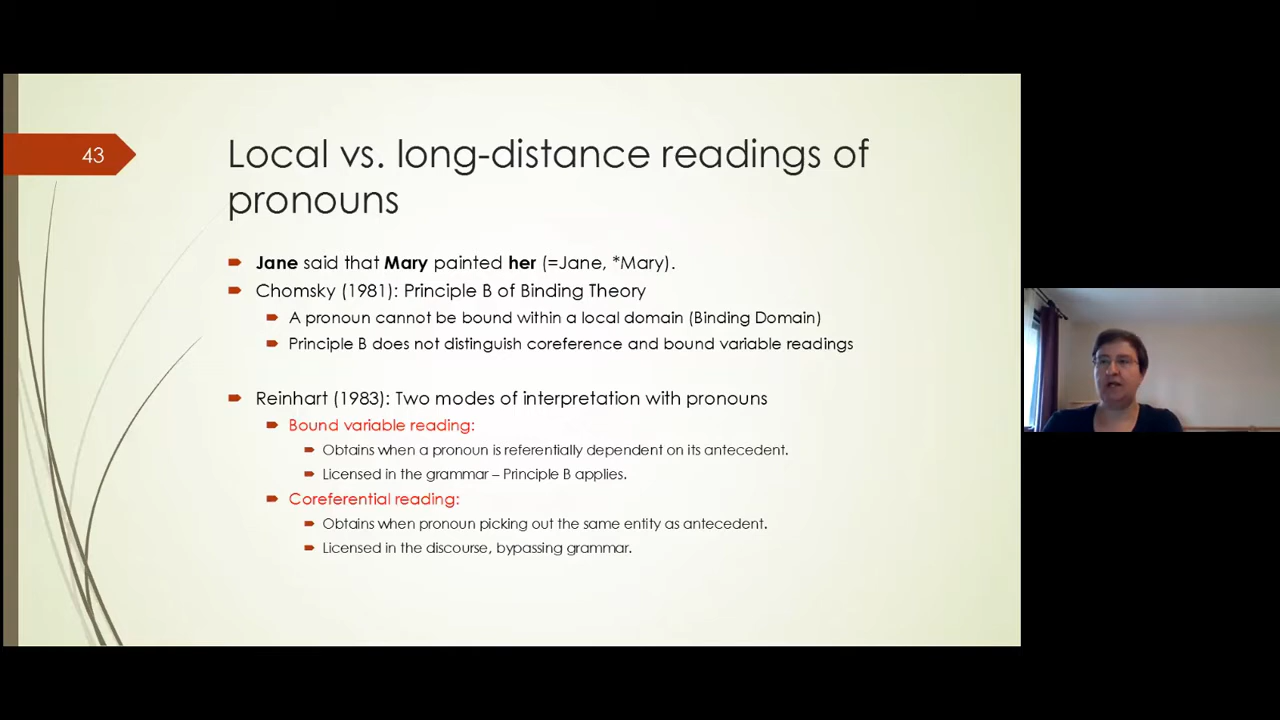 43
Local vs. long-distance readings of
pronouns
Jane said that Mary painted her (=Jane, *Mary).
Chomsky (1981): Principle B of Binding Theory
A pronoun cannot be bound within a local domain (Binding Domain)
Principle B does not distinguish coreference and bound variable readings
Reinhart (1983): Two modes of interpretation with pronouns
Bound variable reading:
Obtains when a pronoun is referentially dependent on its antecedent.
Licensed in the grammar – Principle B applies.
Coreferential reading:
Obtains when pronoun picking out the same entity as antecedent.
Licensed in the discourse, bypassing grammar.